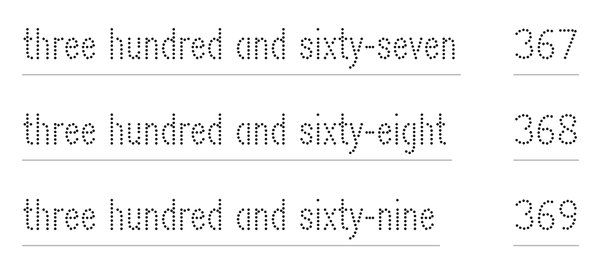 three hundred and sixty-seven 367
three hundred and sixty-eight 368
three hundred and sixty-nine 369